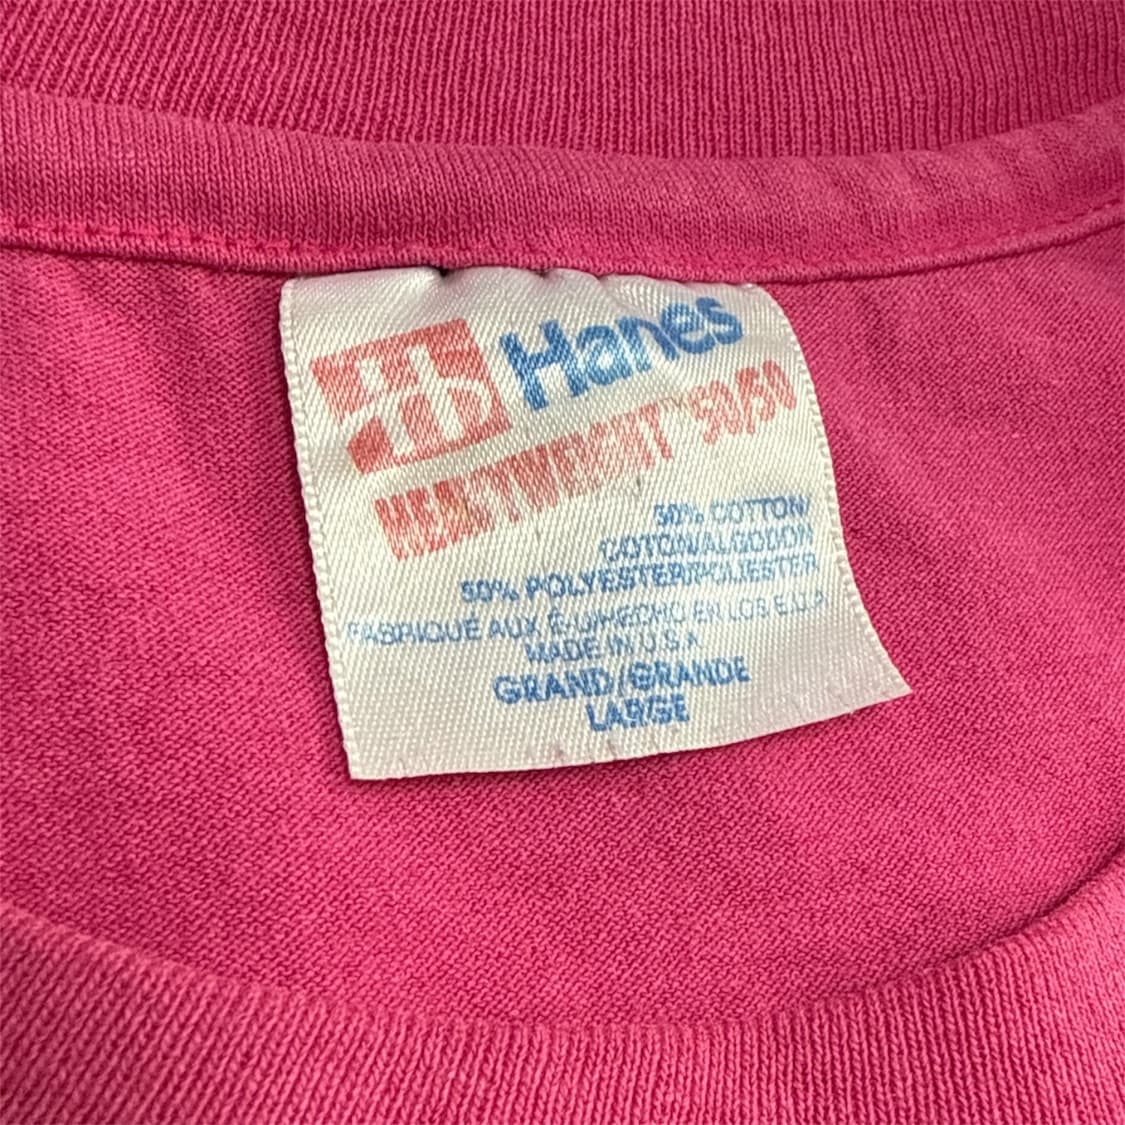 Hanes
HEAVYWEIGHT 50/50
50% COTTON/
COTON/ALGODON
50% POLYESTER/POLIESTER
FABRIQUÉ AUX É-U/HECHO EN LOS E.U.A
MADE IN U.S.A
GRAND/GRANDE
LARGE